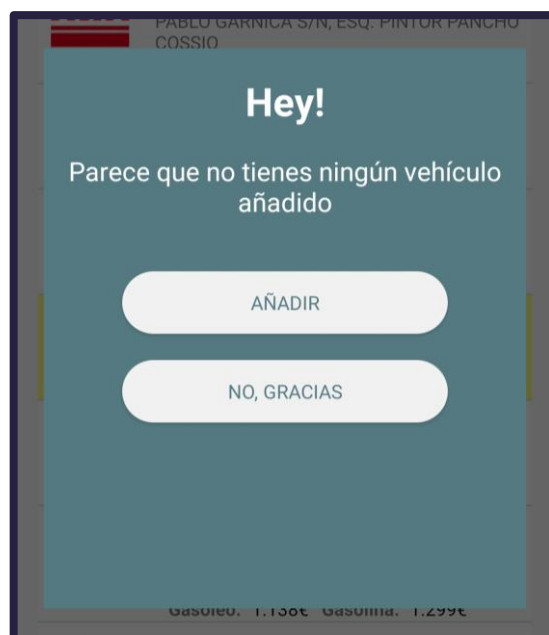 PABLO GARNICA S/N, ESQ. PINTOR PANCHO
COSSIO
Hey!
Parece que no tienes ningún vehículo
añadido
AÑADIR
NO, GRACIAS
Gasoleo: 1.138€ Gasolina: 1.299€